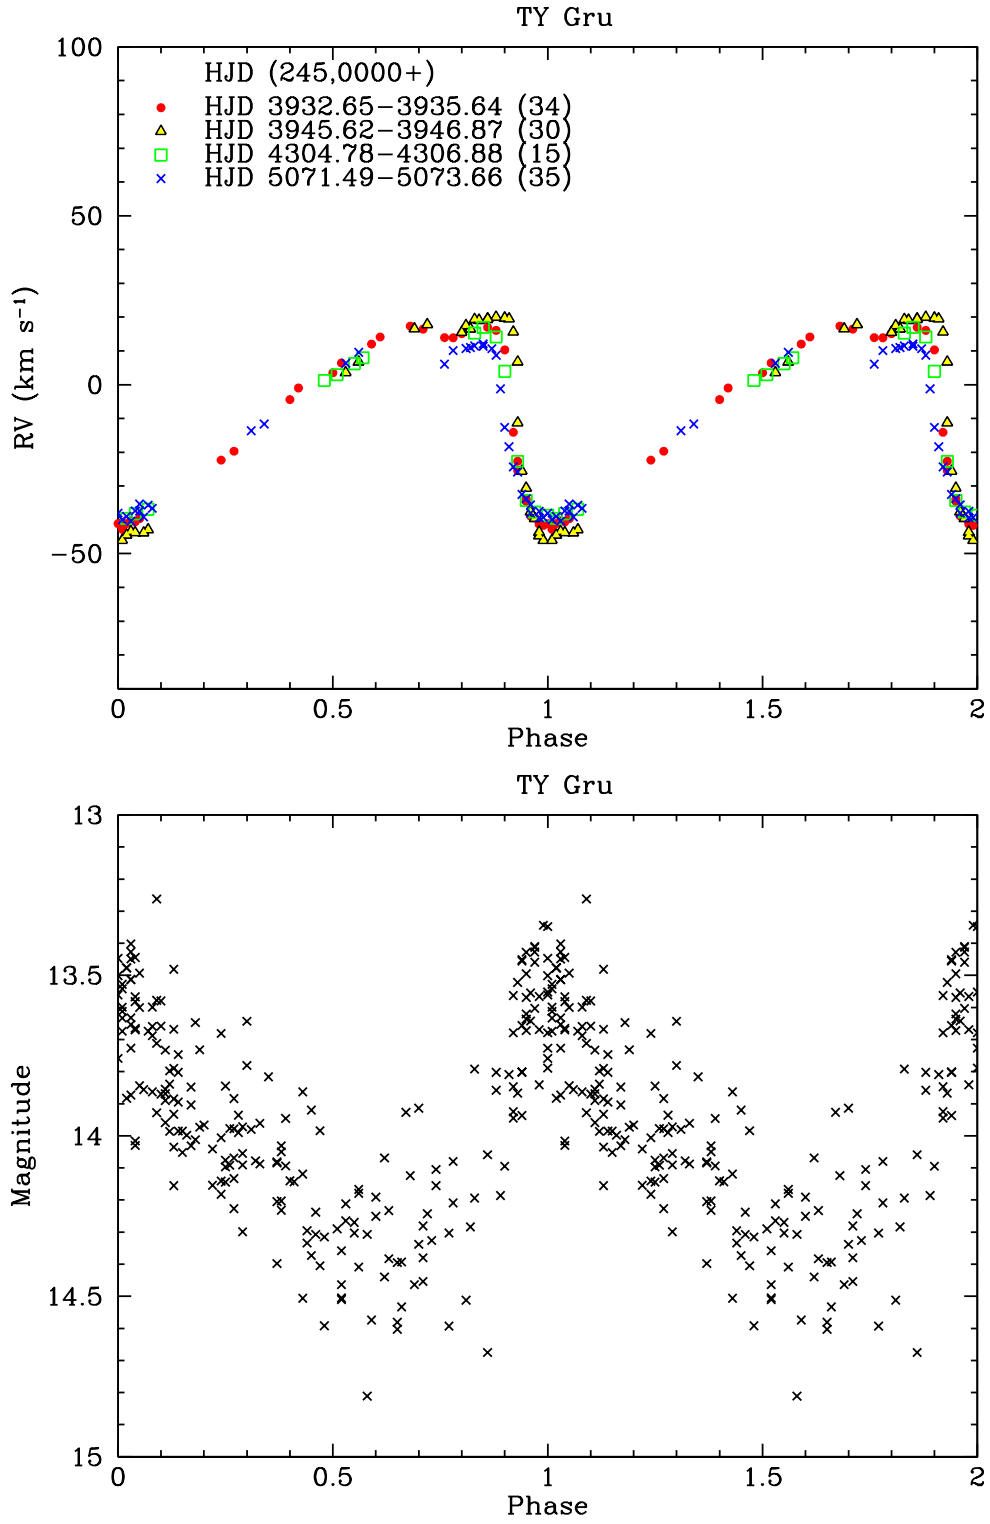 TY Gru
100
HJD (245,0000+)
HJD 3932.65−3935.64 (34)
HJD 3945.62−3946.87 (30)
HJD 4304.78−4306.88 (15)
HJD 5071.49−5073.66 (35)
50
0
−50
RV (km s⁻¹)
0 0.5 1 1.5 2
Phase
TY Gru
13
13.5
14
14.5
15
Magnitude
0 0.5 1 1.5 2
Phase